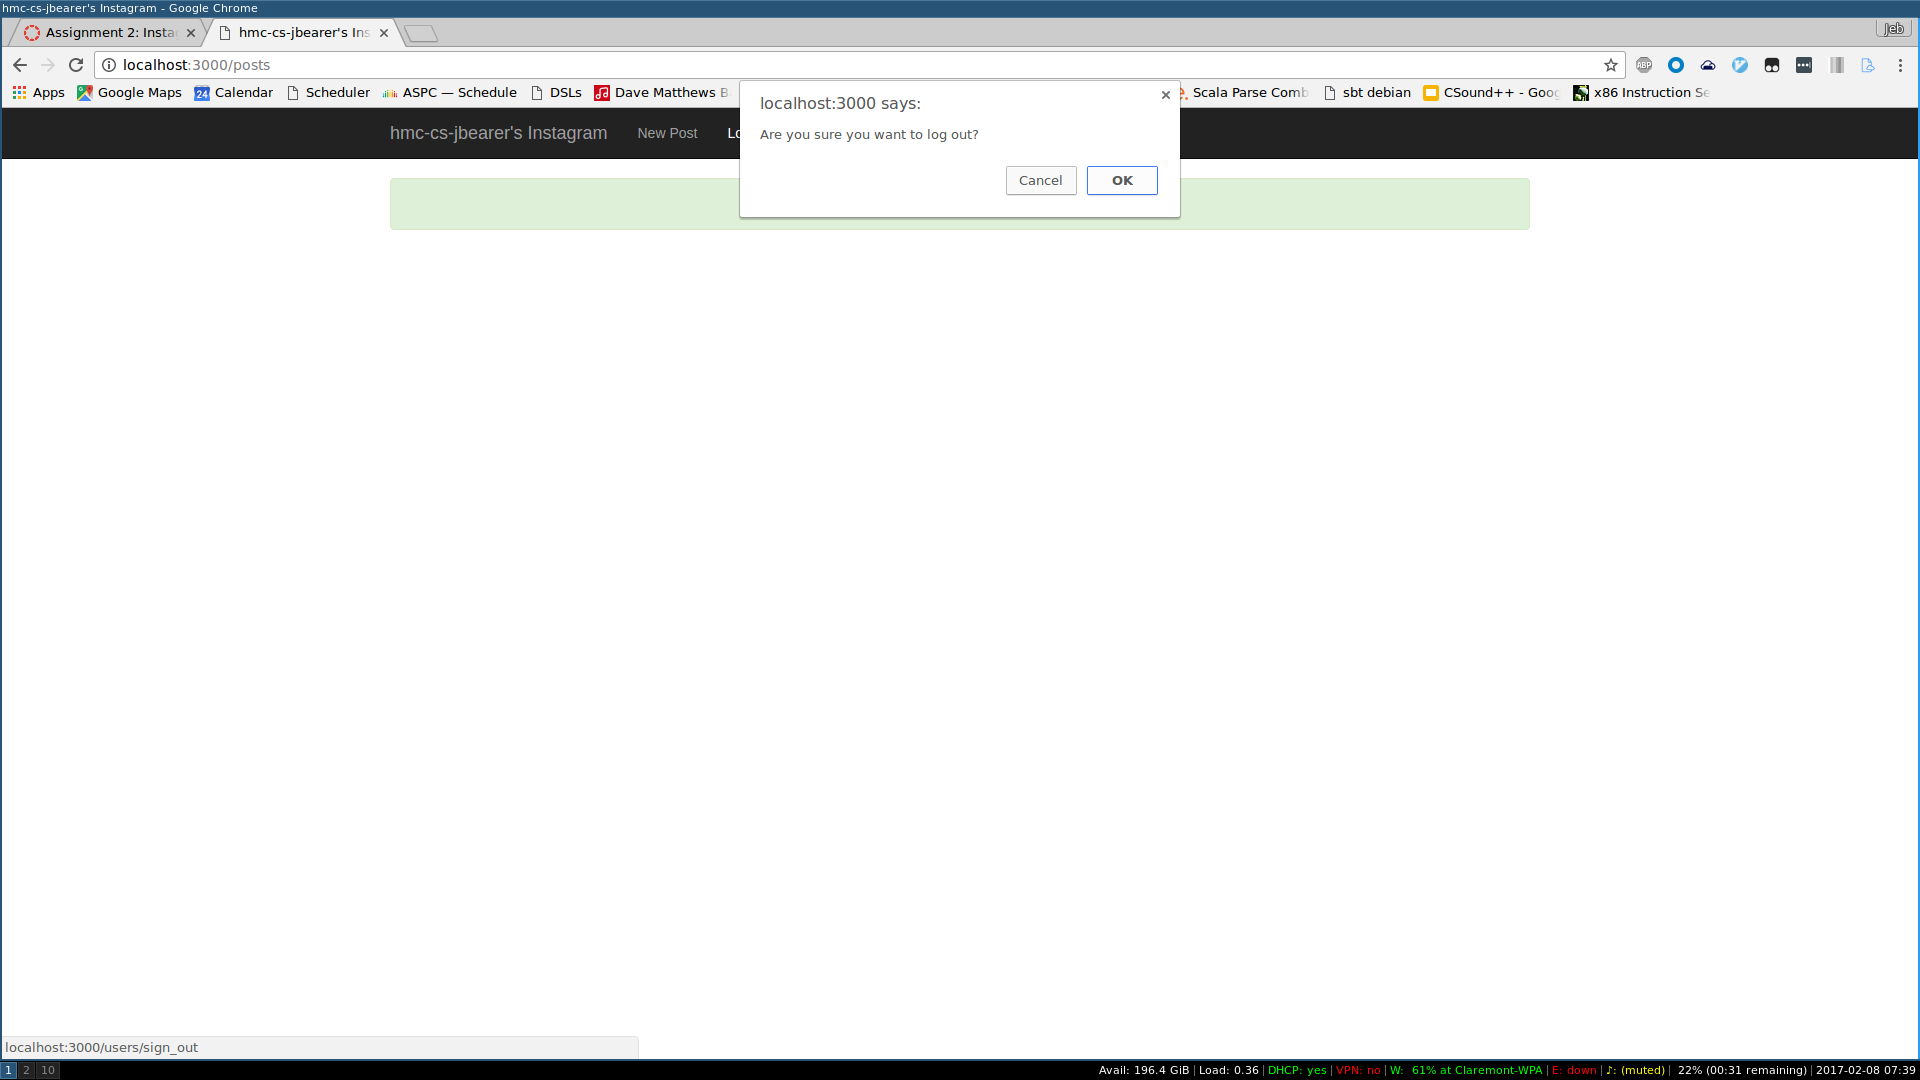 hmc-cs-jbearer's Instagram - Google Chrome
Assignment 2: Insta
hmc-cs-jbearer's Ins
Jeb
localhost:3000/posts
ABP
Apps
Google Maps
24 Calendar
Scheduler
ASPC — Schedule
DSLs
Dave Matthews B
Scala Parse Comb
sbt debian
CSound++ - Goog
x86 Instruction Se
localhost:3000 says:
Are you sure you want to log out?
Cancel
OK
hmc-cs-jbearer's Instagram
New Post
Lo
localhost:3000/users/sign_out
1 2 10
Avail: 196.4 GiB | Load: 0.36 | DHCP: yes | VPN: no | W: 61% at Claremont-WPA | E: down | ♪: (muted) | 22% (00:31 remaining) | 2017-02-08 07:39